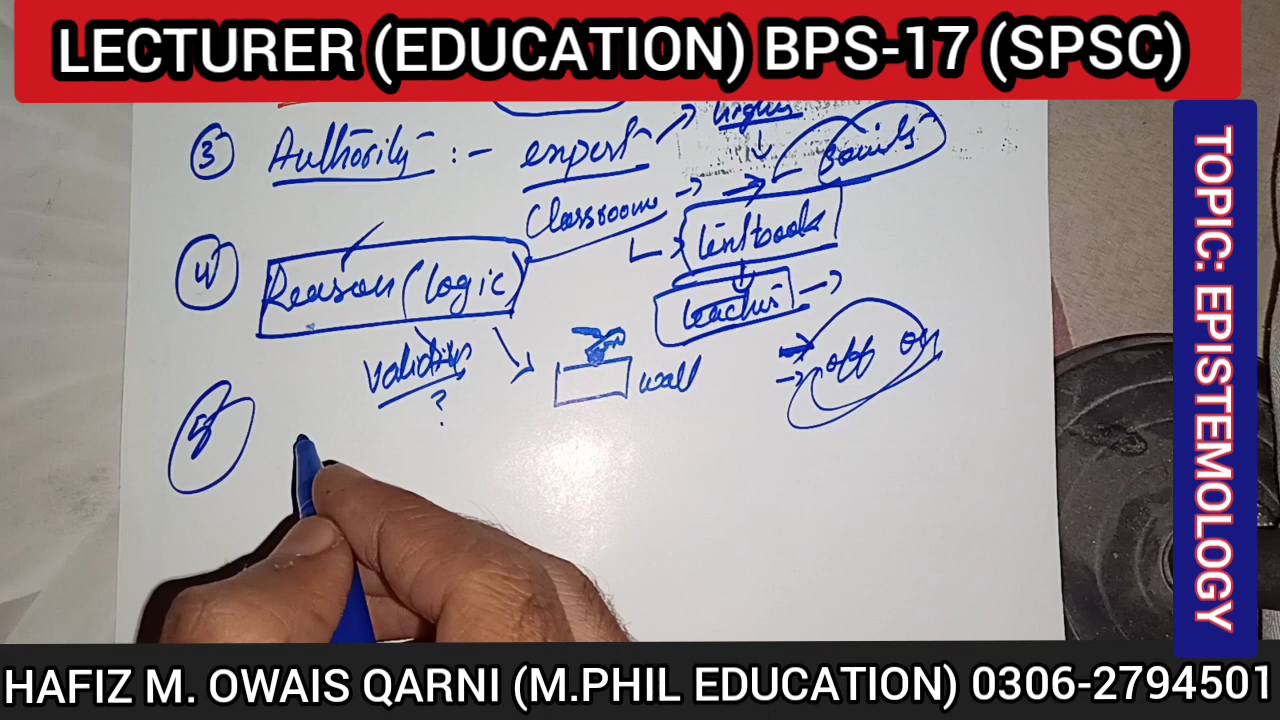 LECTURER (EDUCATION) BPS-17 (SPSC)
3 Authority :- expert →
Classroom →
4 Reason (logic)
textbook
teacher →
validity
?
wall
off on
5
TOPIC: EPISTEMOLOGY
HAFIZ M. OWAIS QARNI (M.PHIL EDUCATION) 0306-2794501